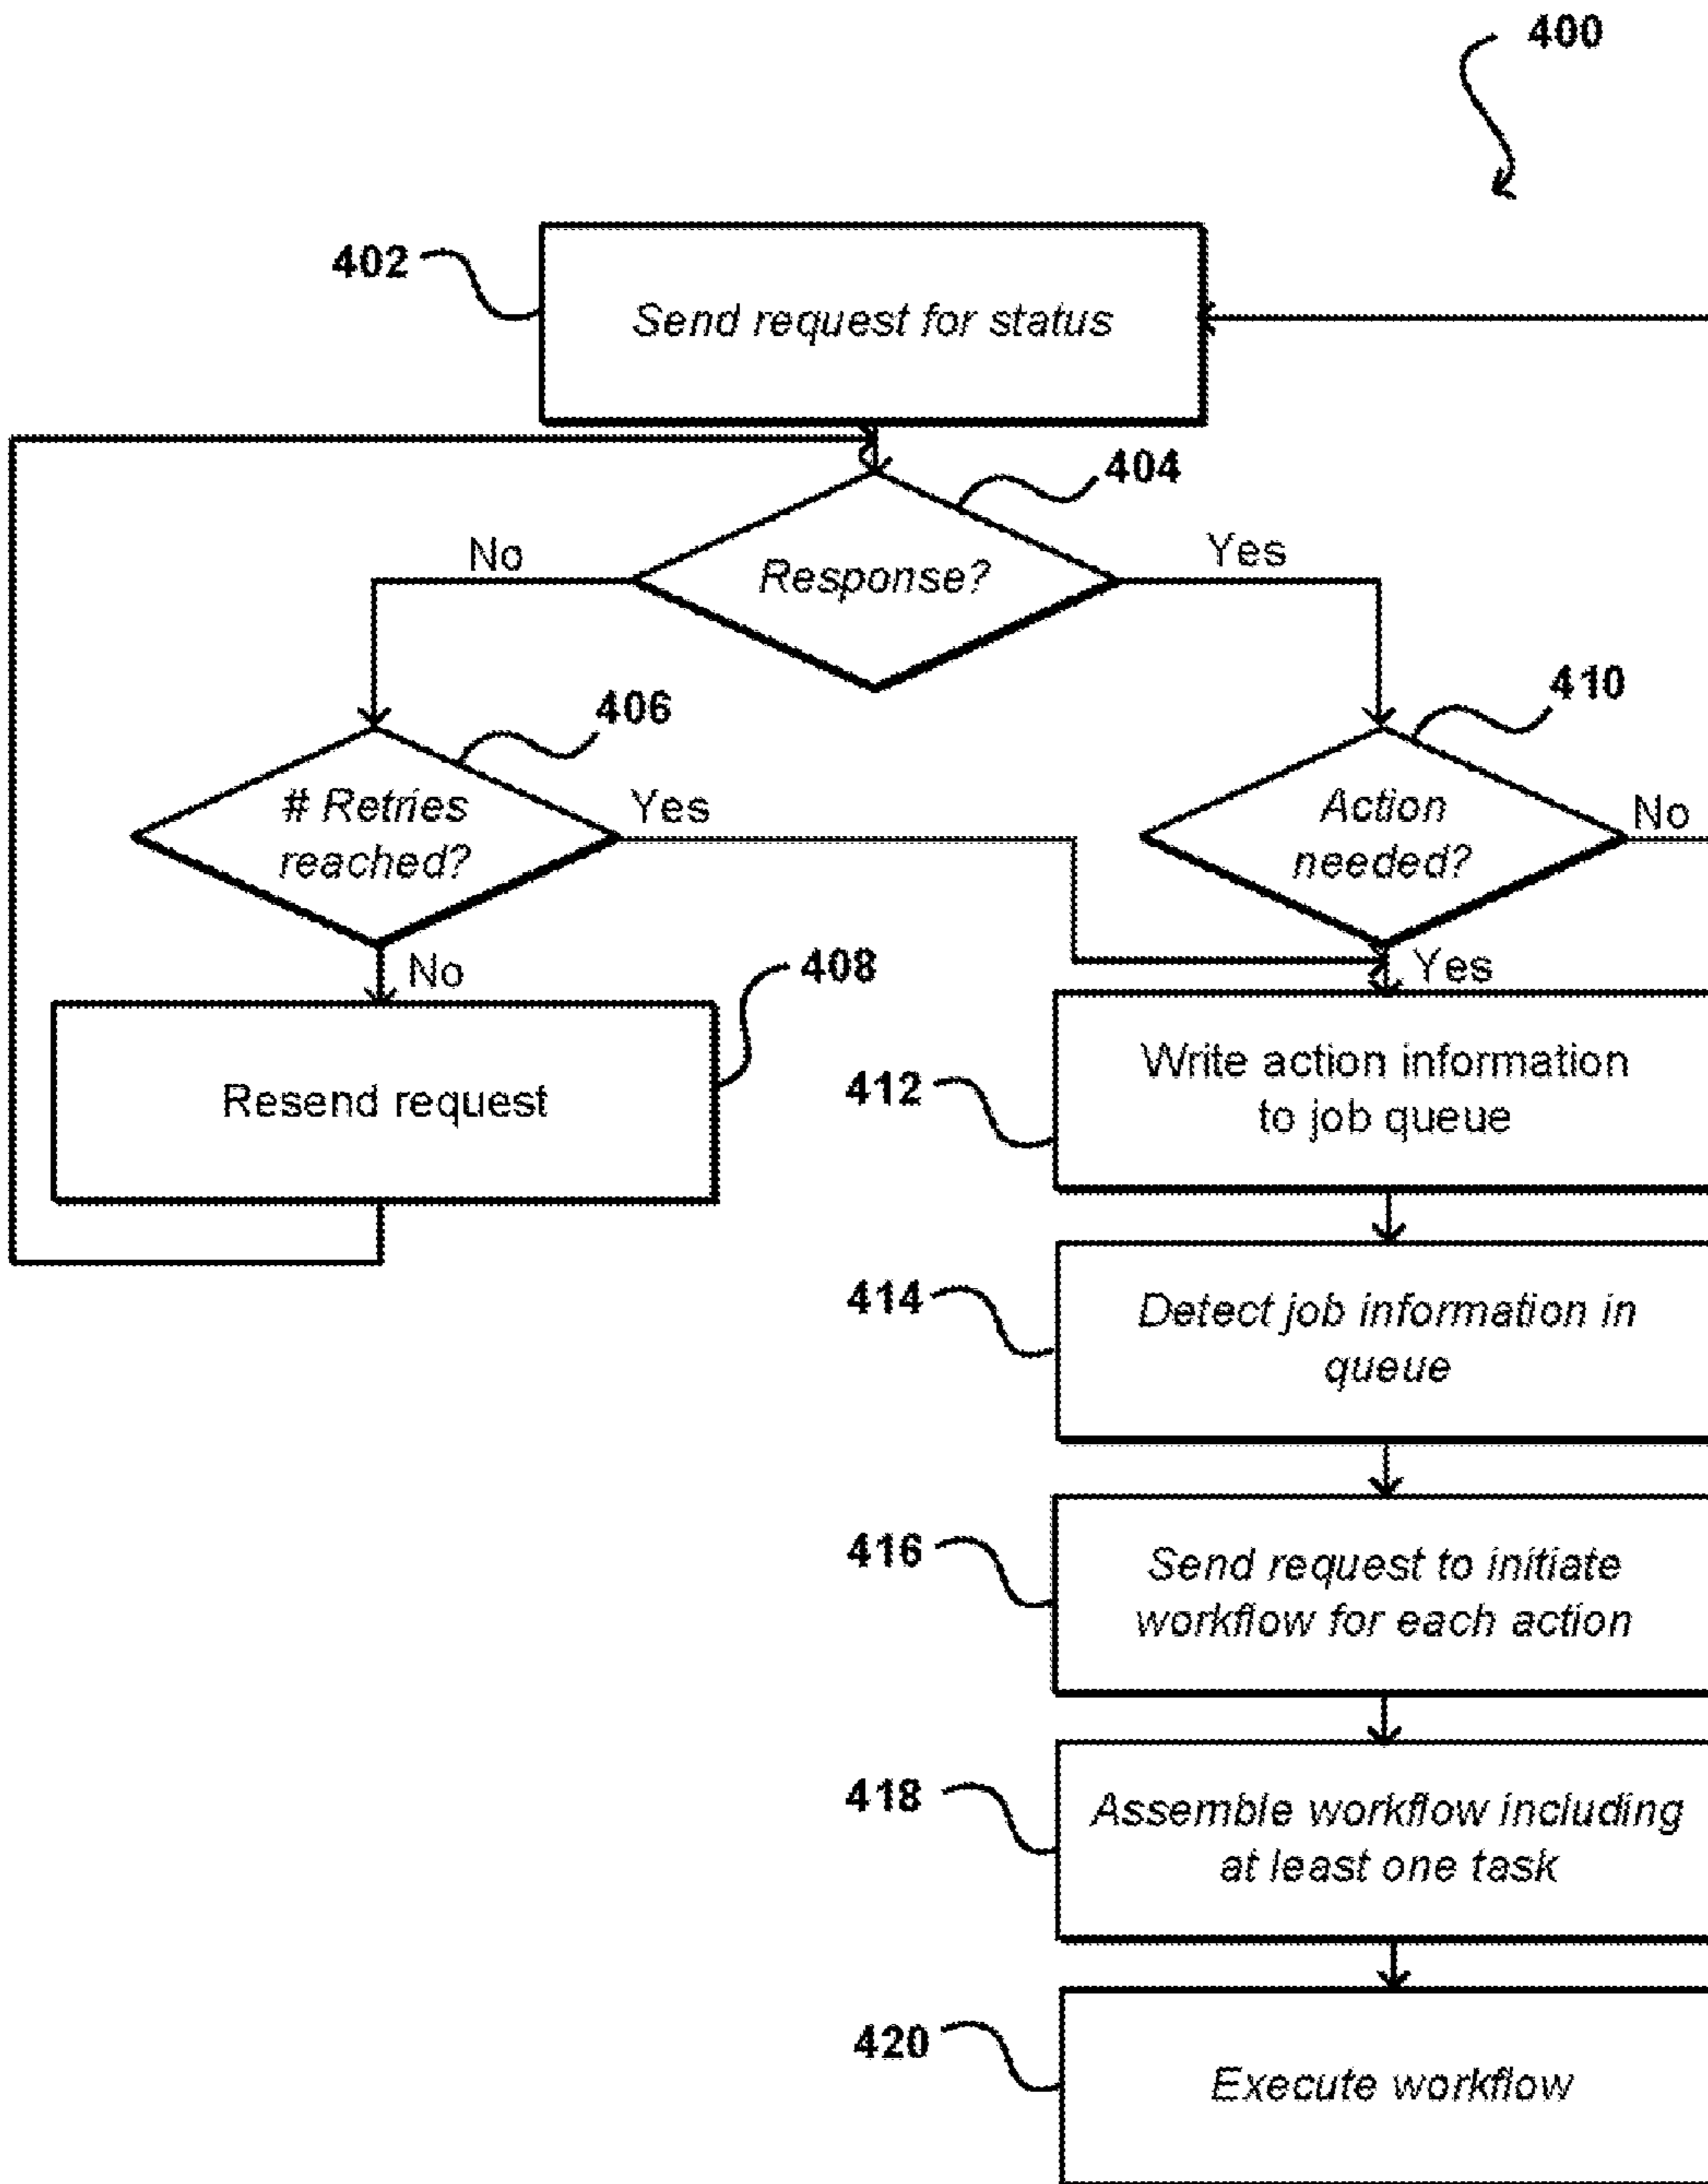 400
402
Send request for status
404
No
Response?
Yes
406
410
# Retries
reached?
Yes
Action
needed?
No
No
408
Yes
Resend request
412
Write action information
to job queue
414
Detect job information in
queue
416
Send request to initiate
workflow for each action
418
Assemble workflow including
at least one task
420
Execute workflow